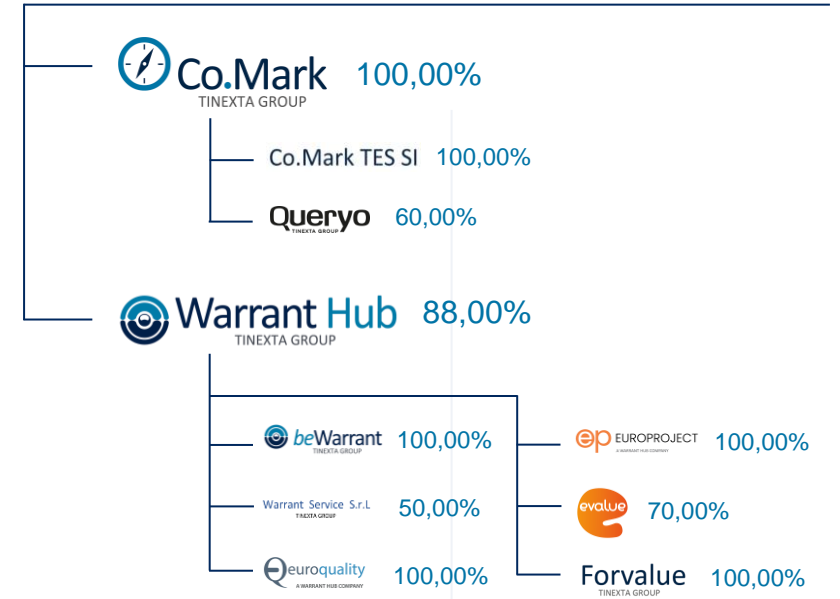 Co.Mark 100,00%
TINEXTA GROUP
Co.Mark TES SI 100,00%
Queryo 60,00%
TINEXTA GROUP
Warrant Hub 88,00%
TINEXTA GROUP
beWarrant 100,00%
TINEXTA GROUP
Warrant Service S.r.L 50,00%
TINEXTA GROUP
euroquality 100,00%
A WARRANT HUB COMPANY
ep EUROPROJECT 100,00%
A WARRANT HUB COMPANY
evalue 70,00%
Forvalue 100,00%
TINEXTA GROUP